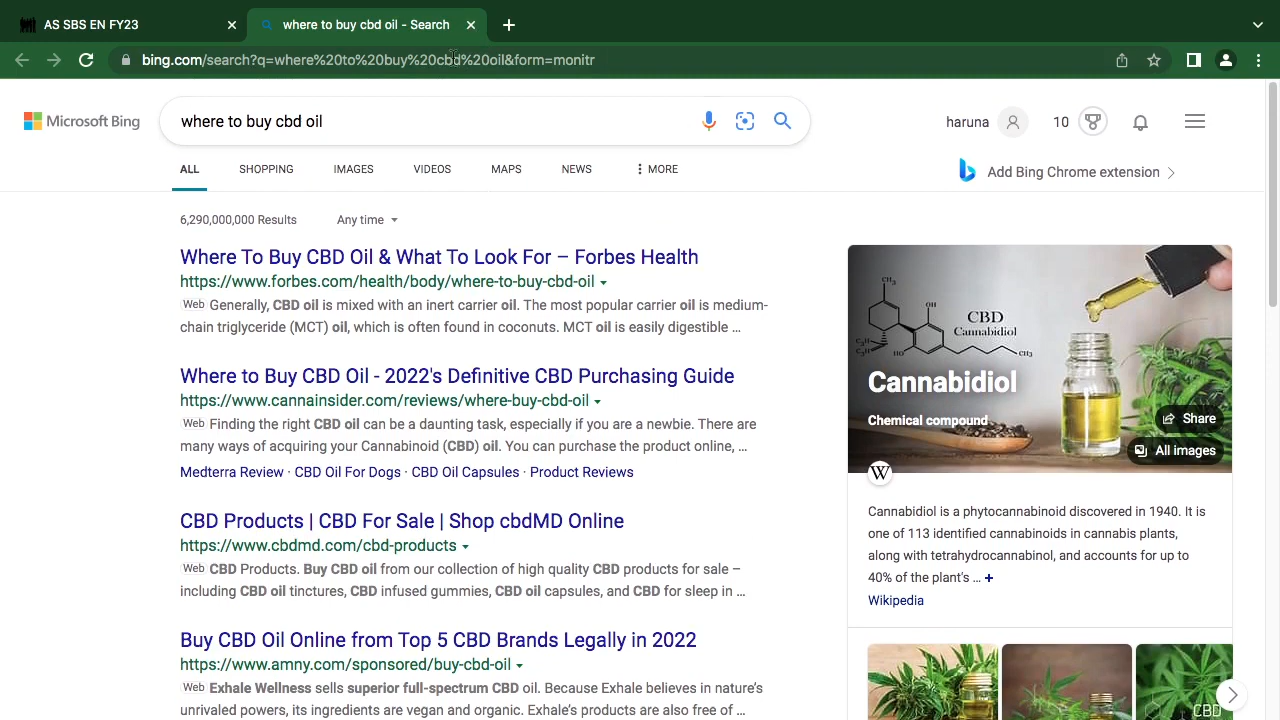 AS SBS EN FY23
where to buy cbd oil - Search
bing.com/search?q=where%20to%20buy%20cbd%20oil&form=monitr
Microsoft Bing
where to buy cbd oil
haruna
10
ALL
SHOPPING
IMAGES
VIDEOS
MAPS
NEWS
MORE
Add Bing Chrome extension
6,290,000,000 Results
Any time
Where To Buy CBD Oil & What To Look For – Forbes Health
https://www.forbes.com/health/body/where-to-buy-cbd-oil
Web Generally, CBD oil is mixed with an inert carrier oil. The most popular carrier oil is medium-
chain triglyceride (MCT) oil, which is often found in coconuts. MCT oil is easily digestible ...
Where to Buy CBD Oil - 2022's Definitive CBD Purchasing Guide
https://www.cannainsider.com/reviews/where-buy-cbd-oil
Web Finding the right CBD oil can be a daunting task, especially if you are a newbie. There are
many ways of acquiring your Cannabinoid (CBD) oil. You can purchase the product online, ...
Medterra Review · CBD Oil For Dogs · CBD Oil Capsules · Product Reviews
CBD Products | CBD For Sale | Shop cbdMD Online
https://www.cbdmd.com/cbd-products
Web CBD Products. Buy CBD oil from our collection of high quality CBD products for sale –
including CBD oil tinctures, CBD infused gummies, CBD oil capsules, and CBD for sleep in ...
Buy CBD Oil Online from Top 5 CBD Brands Legally in 2022
https://www.amny.com/sponsored/buy-cbd-oil
Web Exhale Wellness sells superior full-spectrum CBD oil. Because Exhale believes in nature's
unrivaled powers, its ingredients are vegan and organic. Exhale's products are also free of ...
CH3
OH
CBD
Cannabidiol
HO
CH3
Cannabidiol
Chemical compound
Share
All images
W
Cannabidiol is a phytocannabinoid discovered in 1940. It is
one of 113 identified cannabinoids in cannabis plants,
along with tetrahydrocannabinol, and accounts for up to
40% of the plant's ... +
Wikipedia
CBD